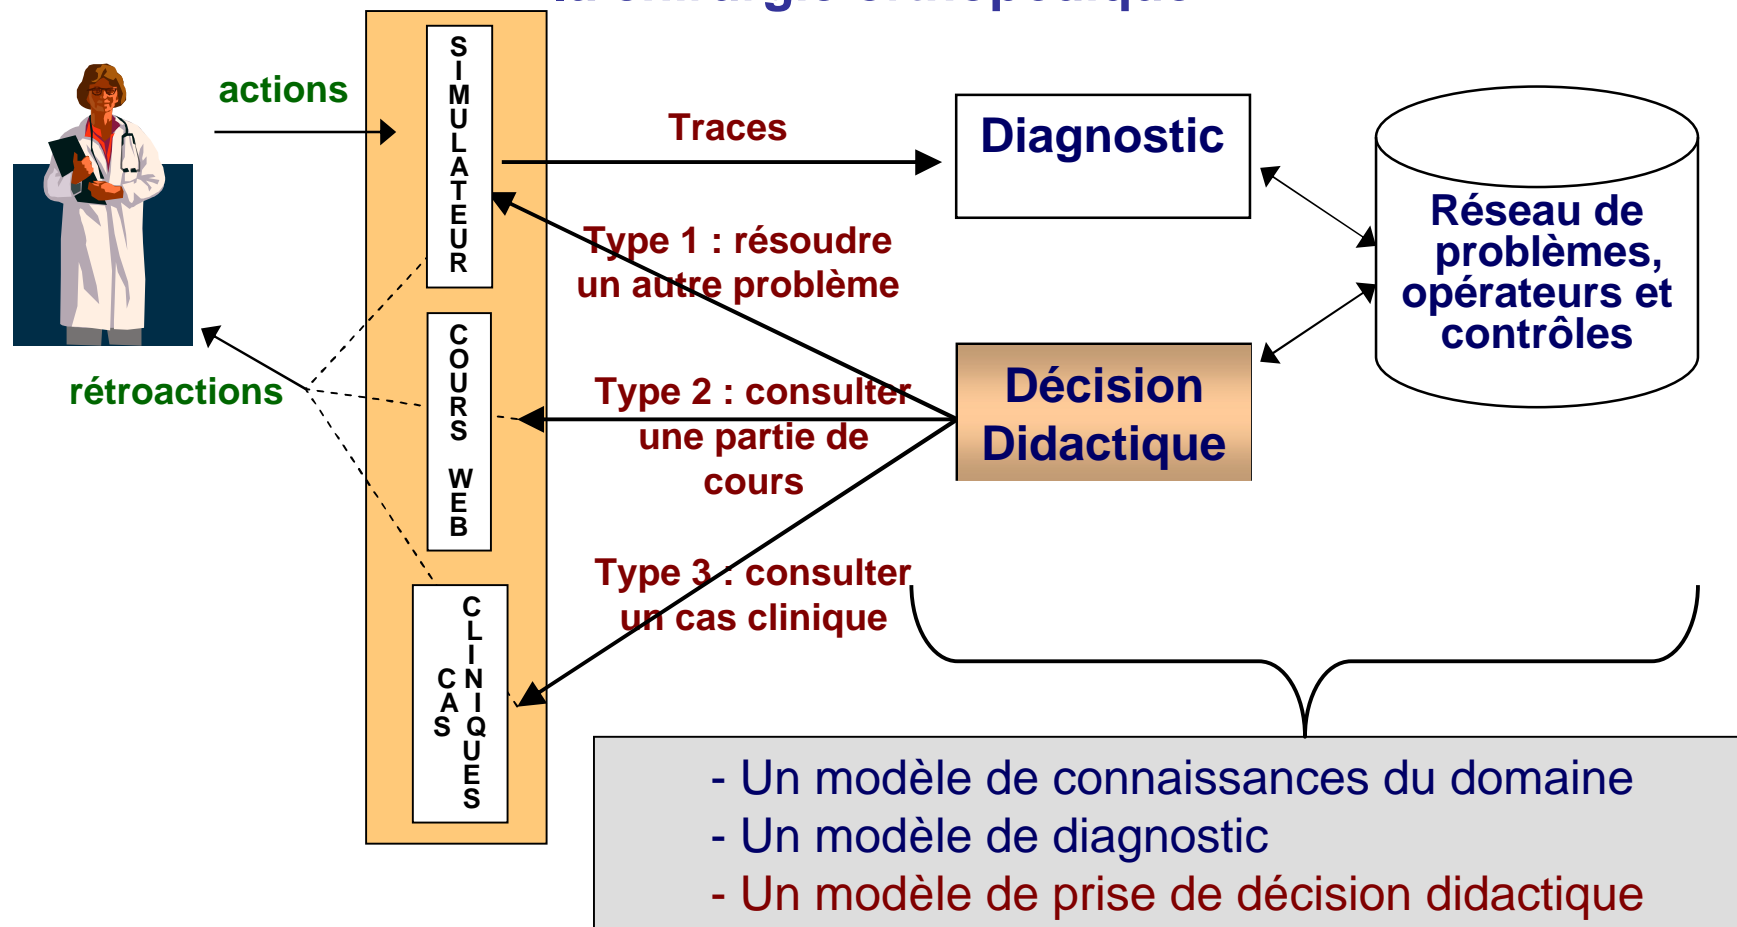 actions
rétroactions
SIMULATEUR
COURS WEB
CAS CLINIQUES
Traces
Type 1 : résoudre
un autre problème
Type 2 : consulter
une partie de
cours
Type 3 : consulter
un cas clinique
Diagnostic
Décision
Didactique
Réseau de
problèmes,
opérateurs et
contrôles
- Un modèle de connaissances du domaine
- Un modèle de diagnostic
- Un modèle de prise de décision didactique